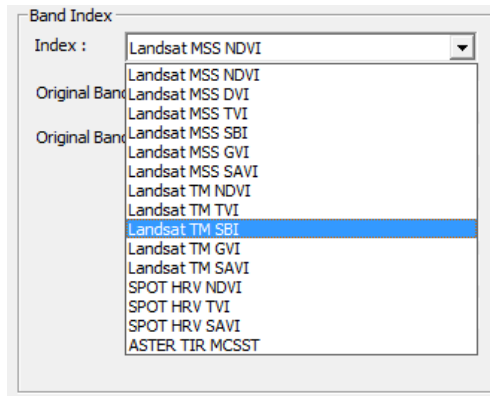 Band Index
Index : Landsat MSS NDVI
Landsat MSS NDVI
Original Band Landsat MSS DVI
Landsat MSS TVI
Original Band Landsat MSS SBI
Landsat MSS GVI
Landsat MSS SAVI
Landsat TM NDVI
Landsat TM TVI
Landsat TM SBI
Landsat TM GVI
Landsat TM SAVI
SPOT HRV NDVI
SPOT HRV TVI
SPOT HRV SAVI
ASTER TIR MCSST